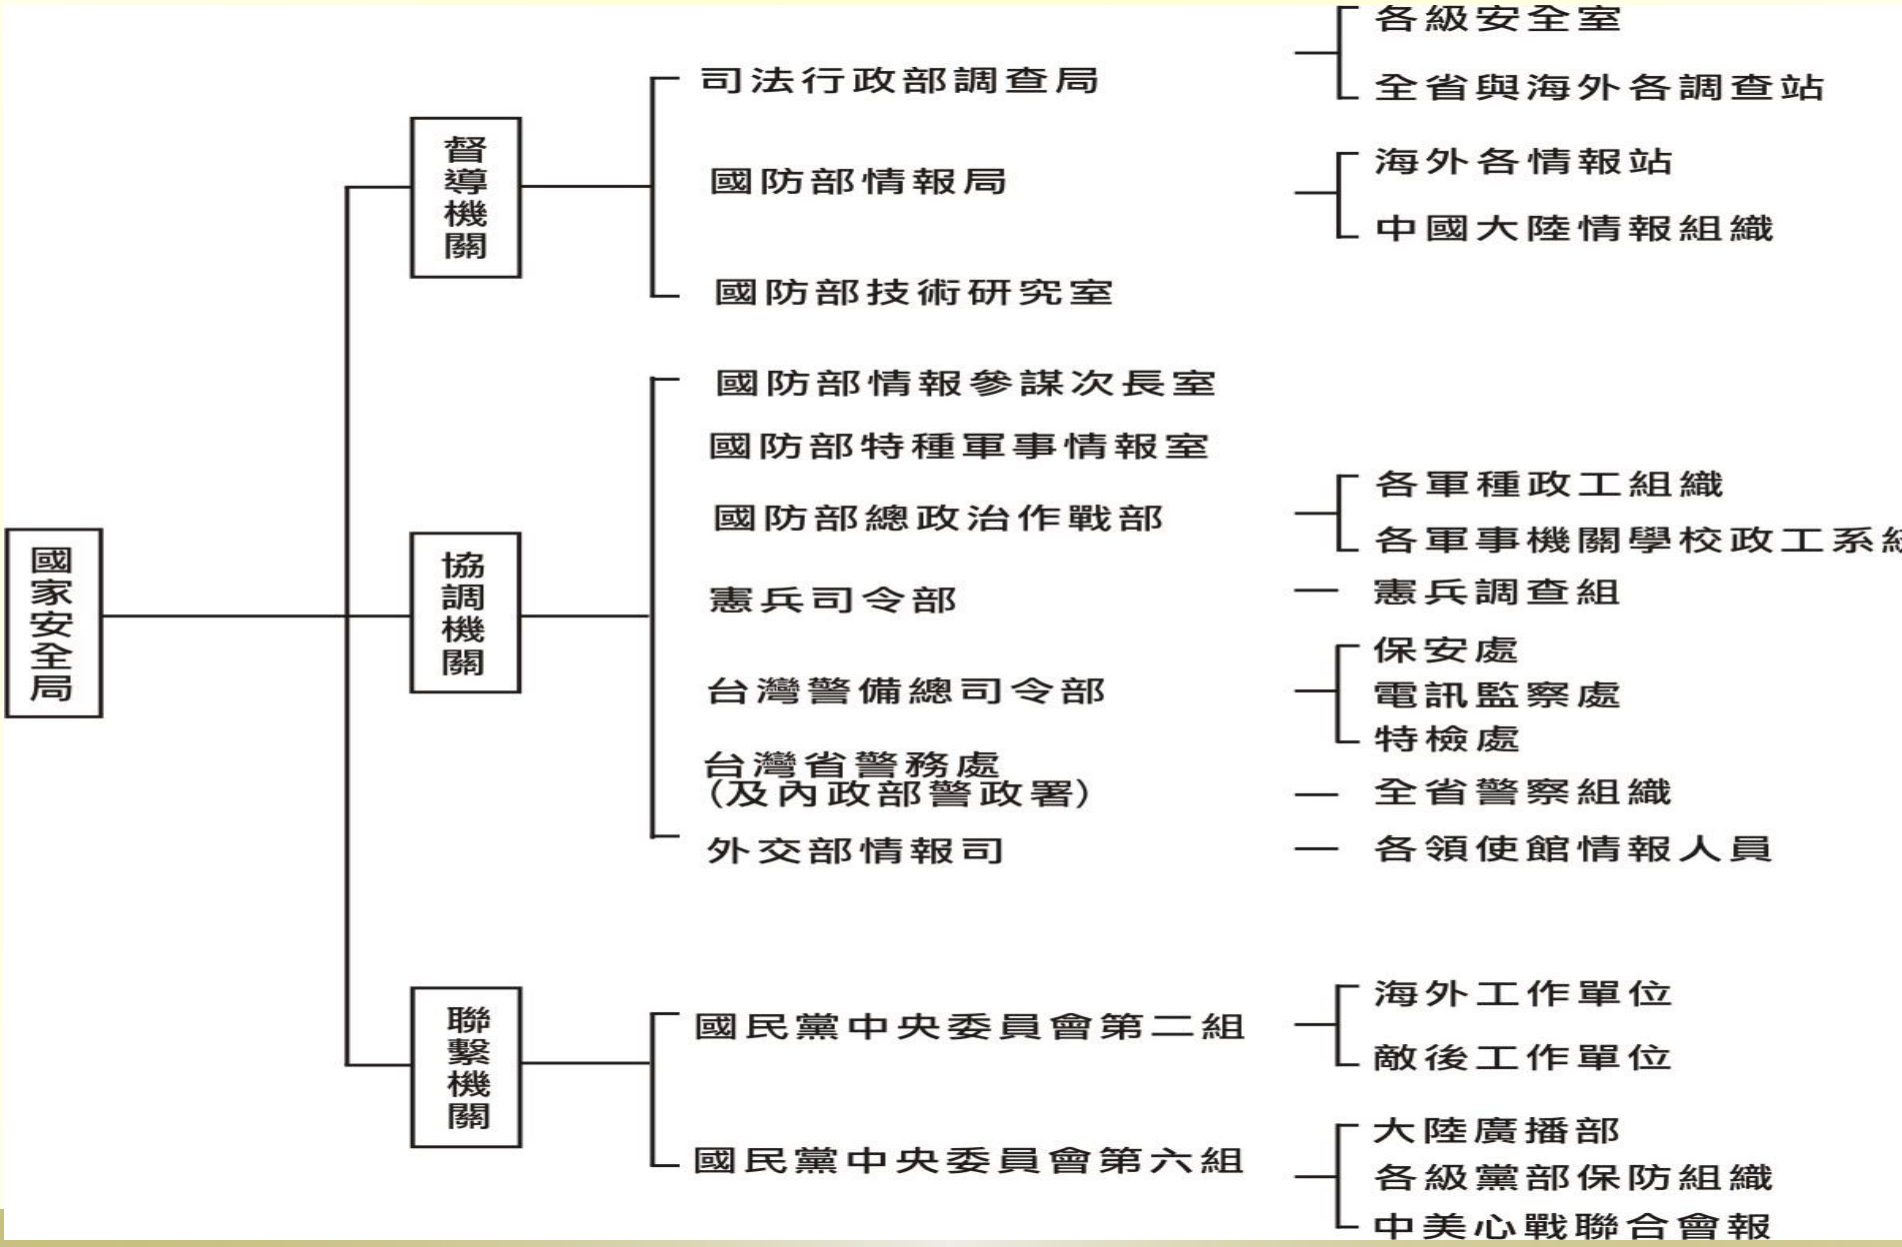 國家安全局
督導機關
司法行政部調查局
各級安全室
全省與海外各調查站
國防部情報局
海外各情報站
中國大陸情報組織
國防部技術研究室
協調機關
國防部情報參謀次長室
國防部特種軍事情報室
國防部總政治作戰部
各軍種政工組織
各軍事機關學校政工系統
憲兵司令部
憲兵調查組
台灣警備總司令部
保安處
電訊監察處
特檢處
台灣省警務處
(及內政部警政署)
全省警察組織
外交部情報司
各領使館情報人員
聯繫機關
國民黨中央委員會第二組
海外工作單位
敵後工作單位
國民黨中央委員會第六組
大陸廣播部
各級黨部保防組織
中美心戰聯合會報